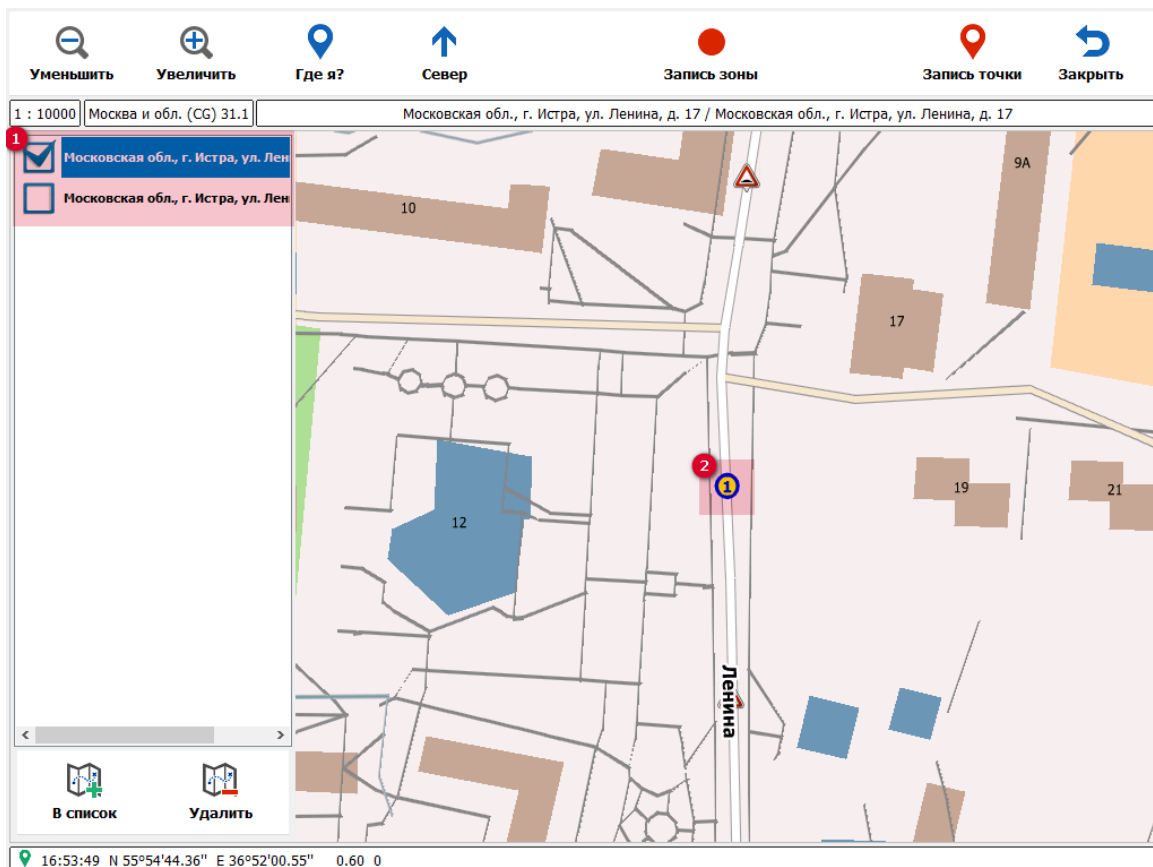 Уменьшить Увеличить Где я? Север Запись зоны Запись точки Закрыть
1 : 10000 Москва и обл. (CG) 31.1 Московская обл., г. Истра, ул. Ленина, д. 17 / Московская обл., г. Истра, ул. Ленина, д. 17
1
Московская обл., г. Истра, ул. Лени
Московская обл., г. Истра, ул. Лени
9А
10
17
2
1
19
21
12
Ленина
В список Удалить
16:53:49 N 55°54'44.36" E 36°52'00.55" 0.60 0